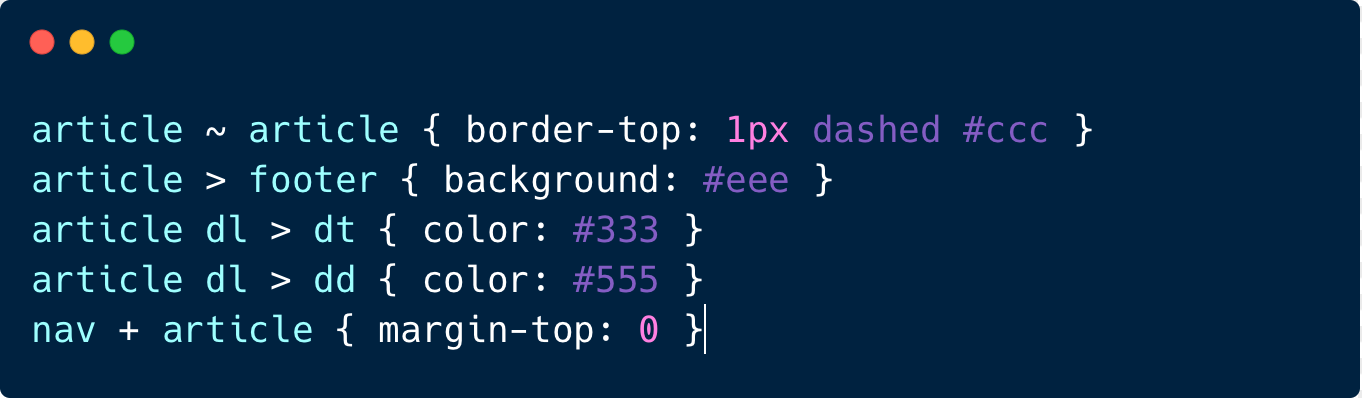 article ~ article { border-top: 1px dashed #ccc }
article > footer { background: #eee }
article dl > dt { color: #333 }
article dl > dd { color: #555 }
nav + article { margin-top: 0 }